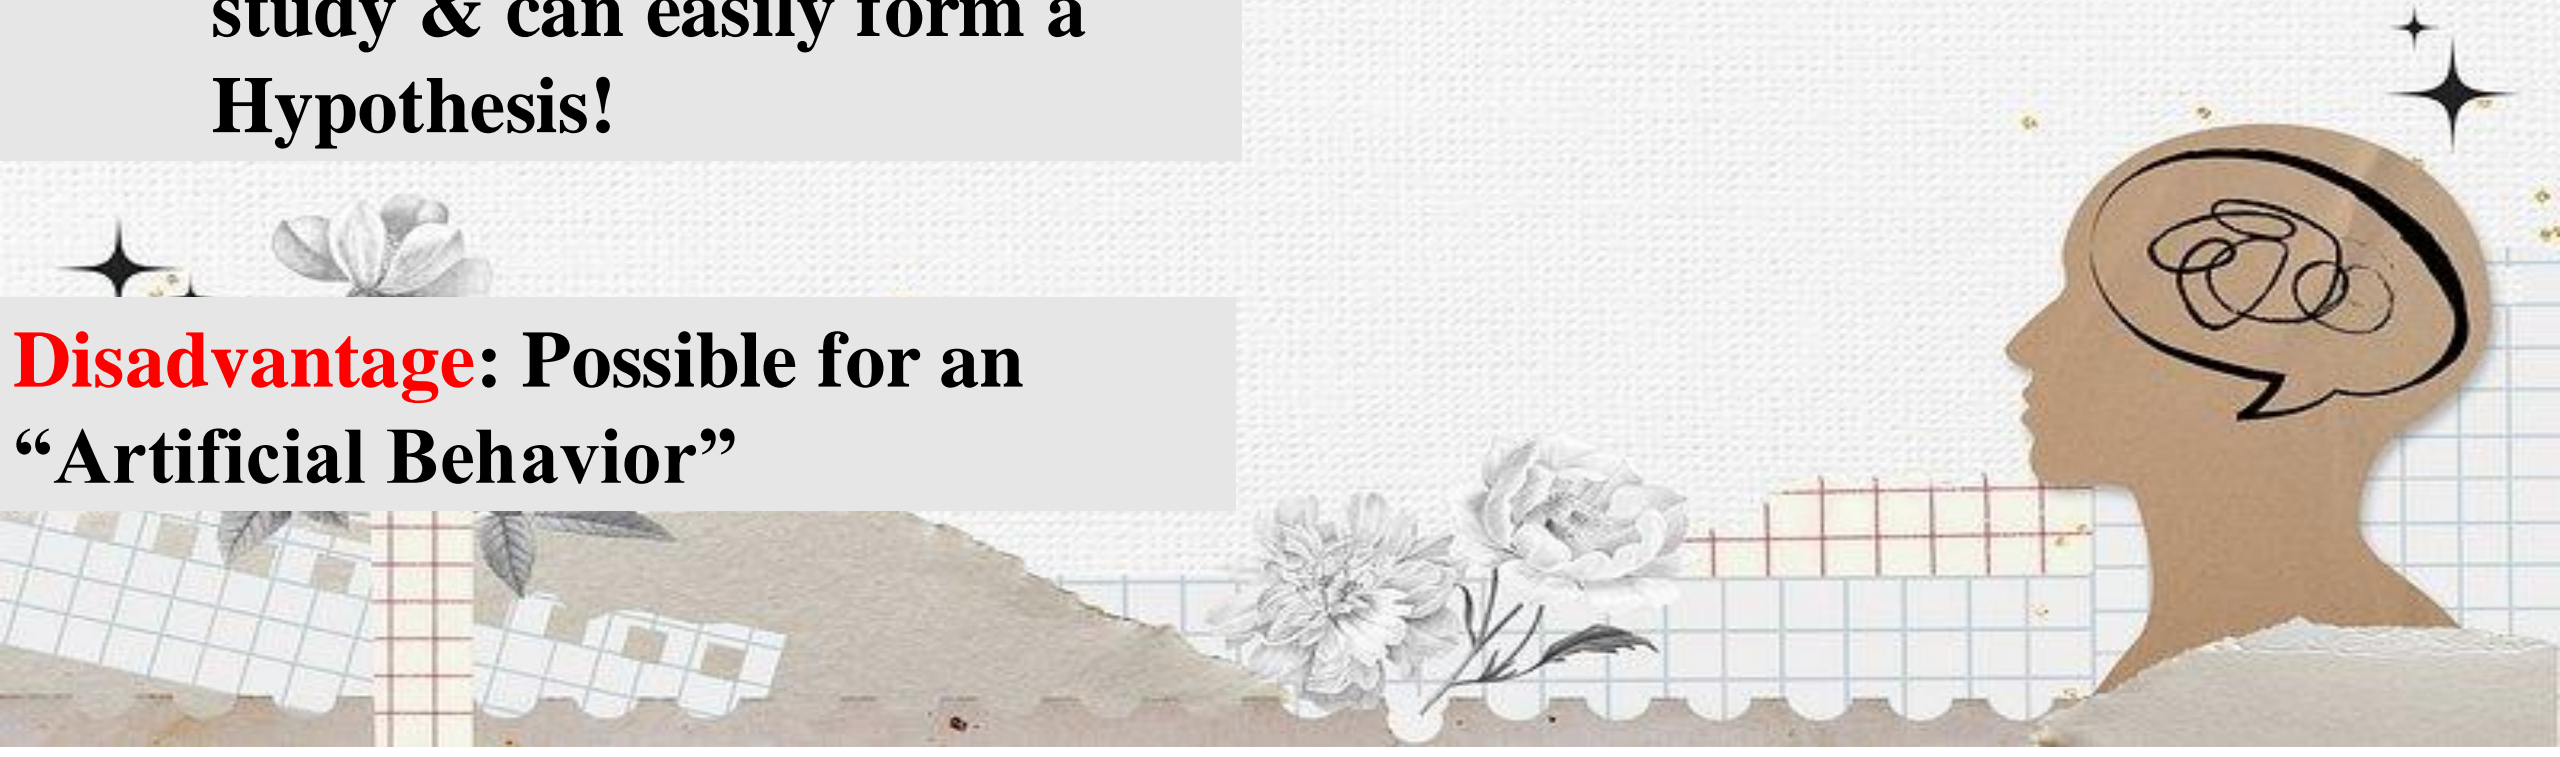 study & can easily form a
Hypothesis!
Disadvantage: Possible for an
“Artificial Behavior”